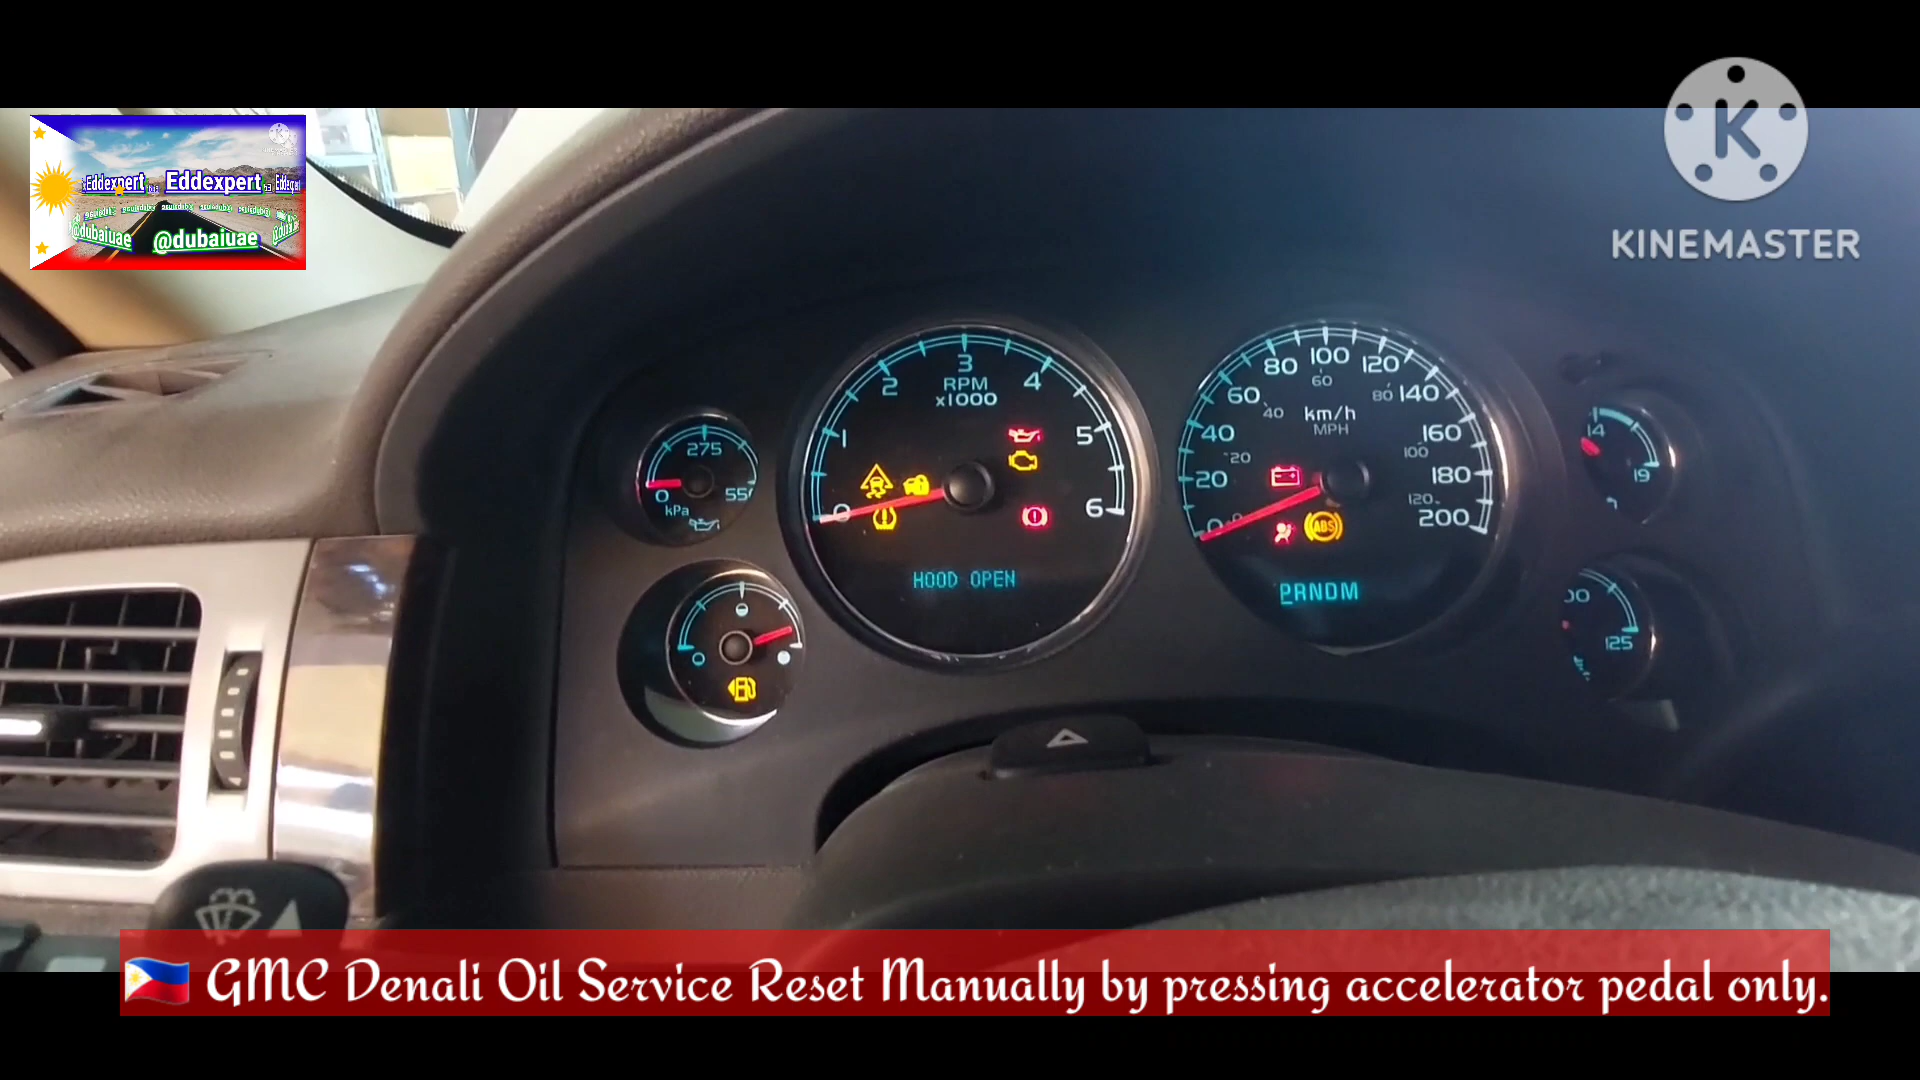 Eddexpert
Eddexpert
@dubaiuae
@dubaiuae
K
KINEMASTER
275
0
55
kPa
0
1
2
3
4
5
6
RPM
x1000
HOOD OPEN
0
20
40
60
80
100
120
140
160
180
200
20
40
60
80
100
120
km/h
MPH
ABS
PRNDM
14
19
125
GMC Denali Oil Service Reset Manually by pressing accelerator pedal only.